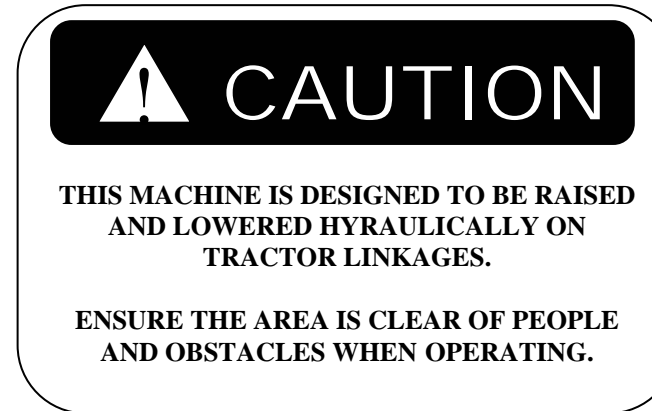 CAUTION
THIS MACHINE IS DESIGNED TO BE RAISED
AND LOWERED HYRAULICALLY ON
TRACTOR LINKAGES.
ENSURE THE AREA IS CLEAR OF PEOPLE
AND OBSTACLES WHEN OPERATING.